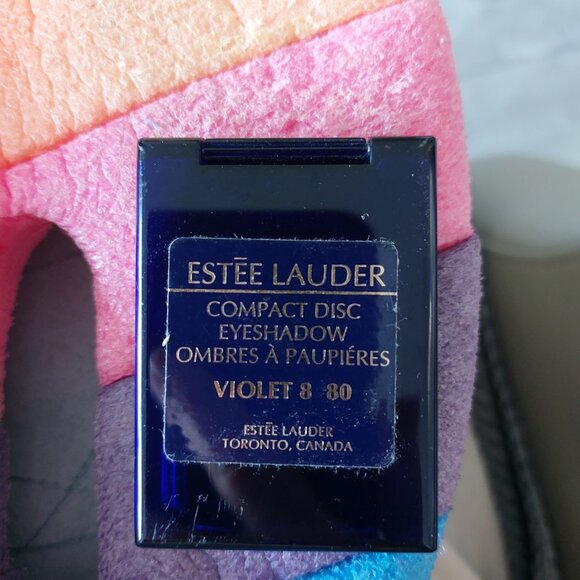 ESTĒE LAUDER
COMPACT DISC
EYESHADOW
OMBRES À PAUPIÉRES
VIOLET 8 80
ESTĒE LAUDER
TORONTO, CANADA